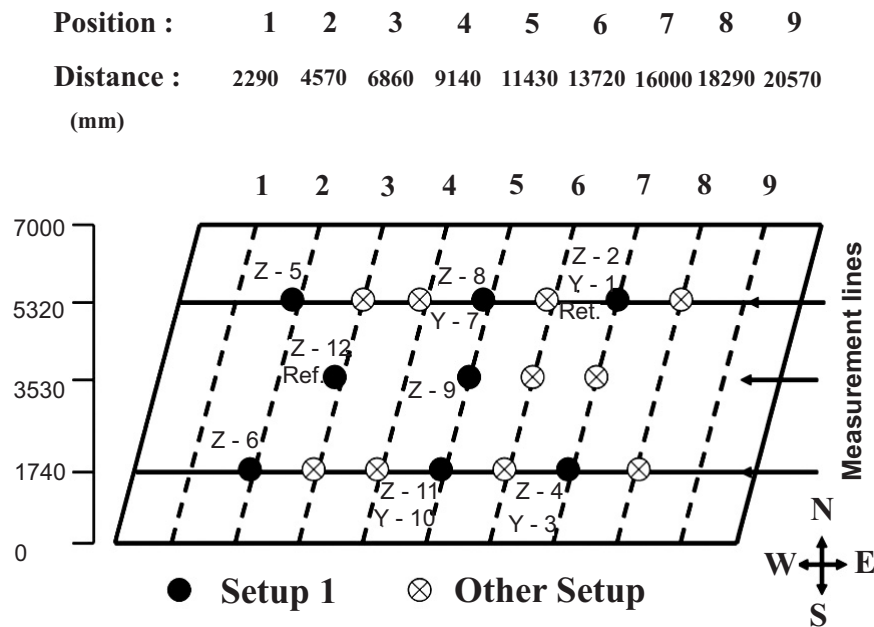 Position : 1 2 3 4 5 6 7 8 9
Distance : 2290 4570 6860 9140 11430 13720 16000 18290 20570
(mm)
1 2 3 4 5 6 7 8 9
7000
Z - 5
Z - 8
Z - 2
Y - 1
Ret.
5320
Y - 7
Z - 12
Ref.
3530
Z - 9
Z - 6
1740
Z - 11
Y - 10
Z - 4
Y - 3
0
Measurement lines
N
W E
S
Setup 1
Other Setup